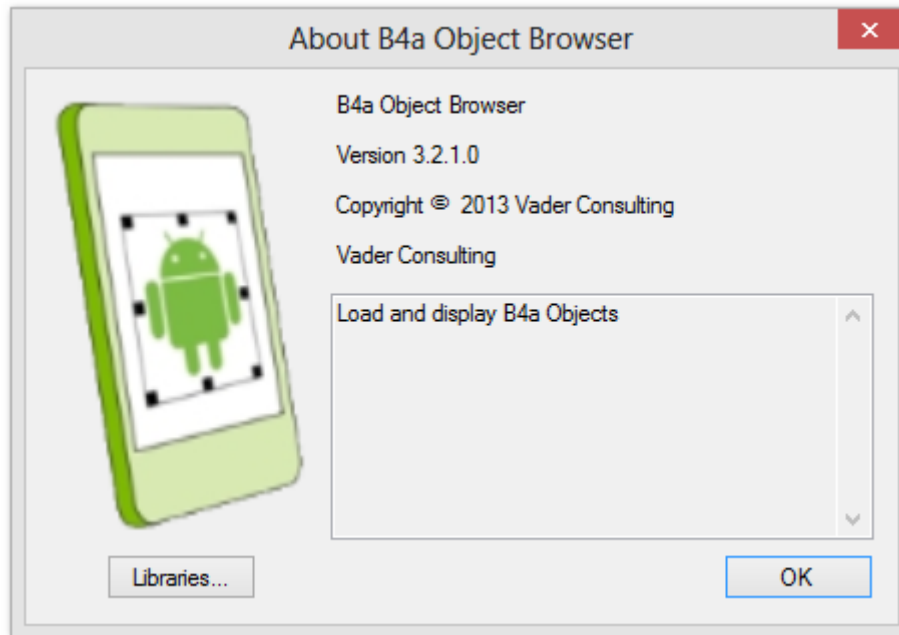 About B4a Object Browser
B4a Object Browser
Version 3.2.1.0
Copyright © 2013 Vader Consulting
Vader Consulting
Load and display B4a Objects
Libraries...
OK